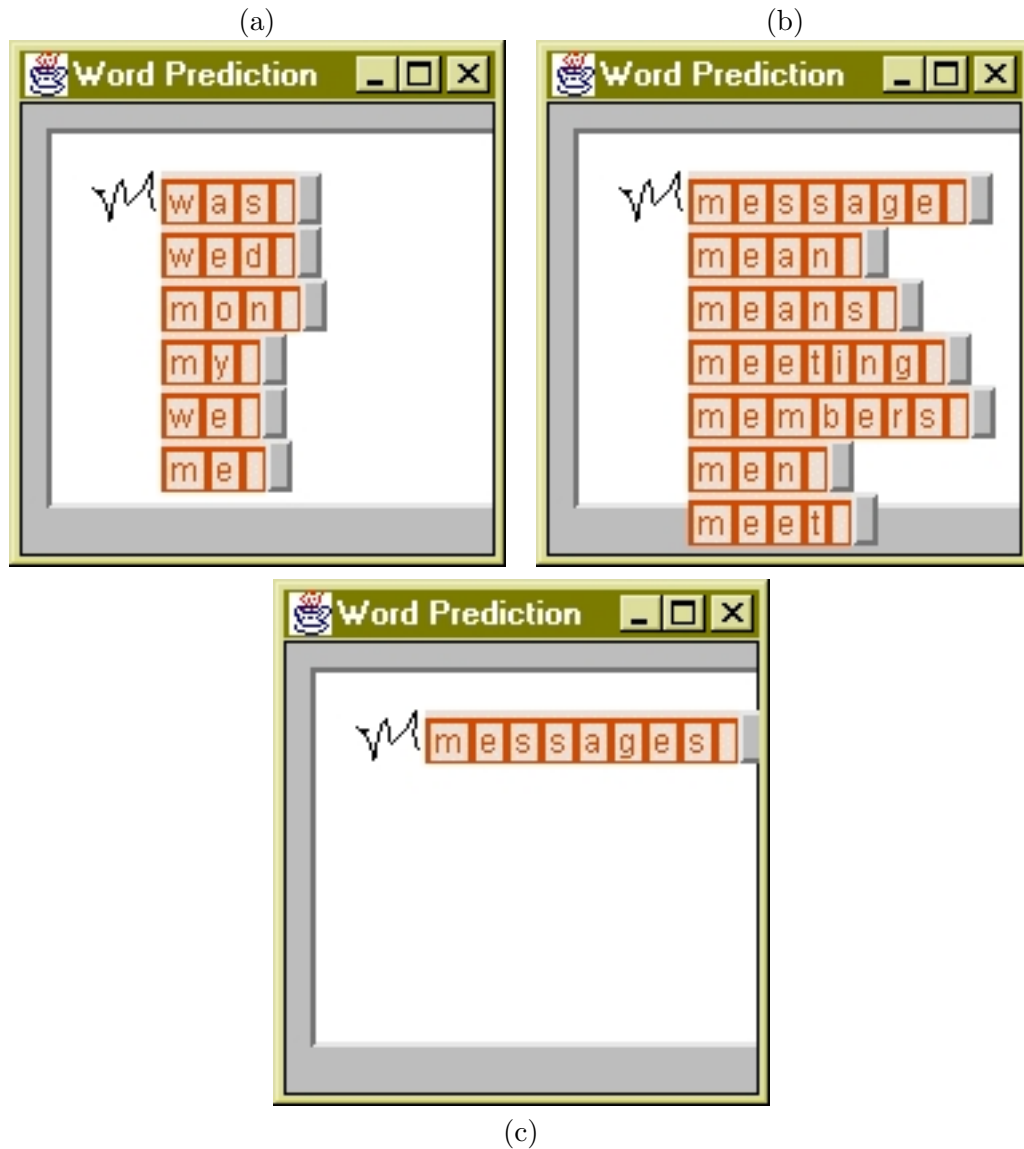 (a)
(b)
Word Prediction
was
wed
mon
my
we
me
Word Prediction
message
mean
means
meeting
members
men
meet
Word Prediction
messages
(c)